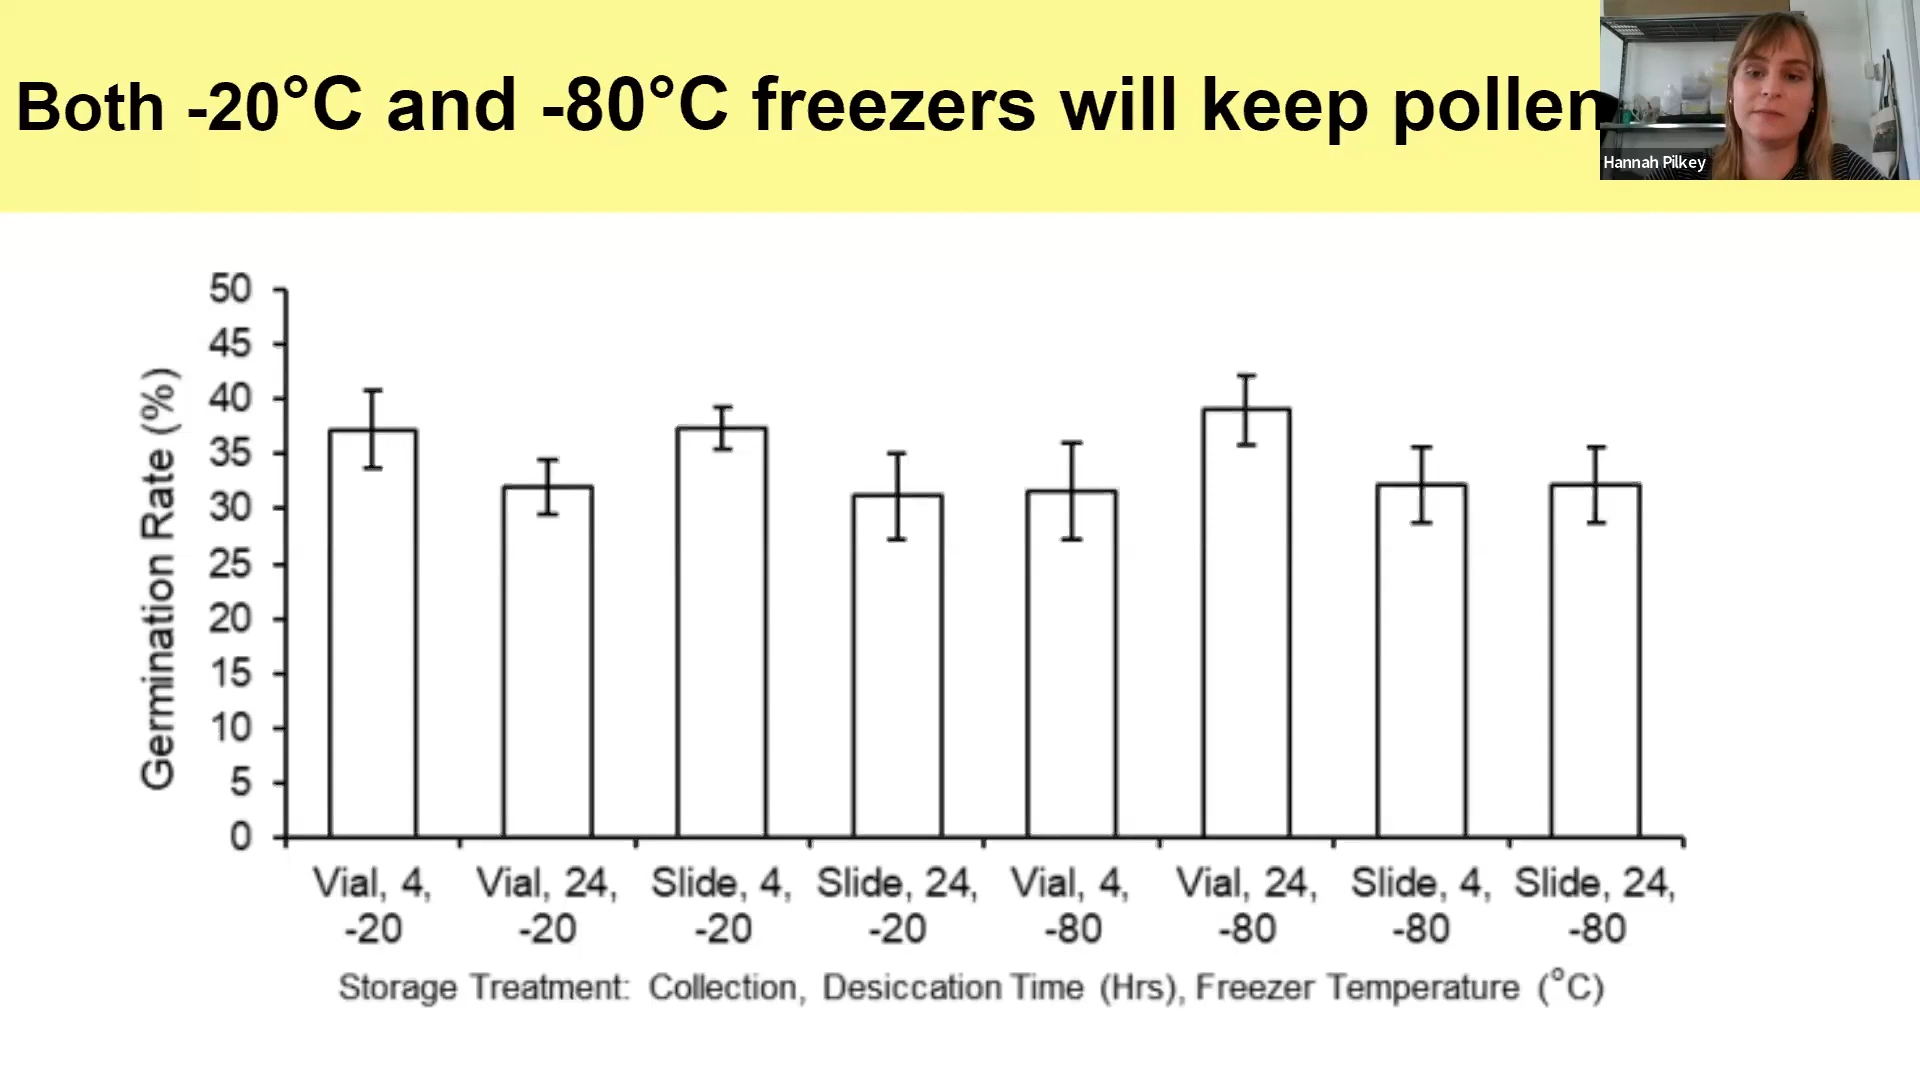 Both -20°C and -80°C freezers will keep pollen
Hannah Pilkey
50
45
40
35
30
25
20
15
10
5
0
Germination Rate (%)
Vial, 4, -20
Vial, 24, -20
Slide, 4, -20
Slide, 24, -20
Vial, 4, -80
Vial, 24, -80
Slide, 4, -80
Slide, 24, -80
Storage Treatment: Collection, Desiccation Time (Hrs), Freezer Temperature (°C)